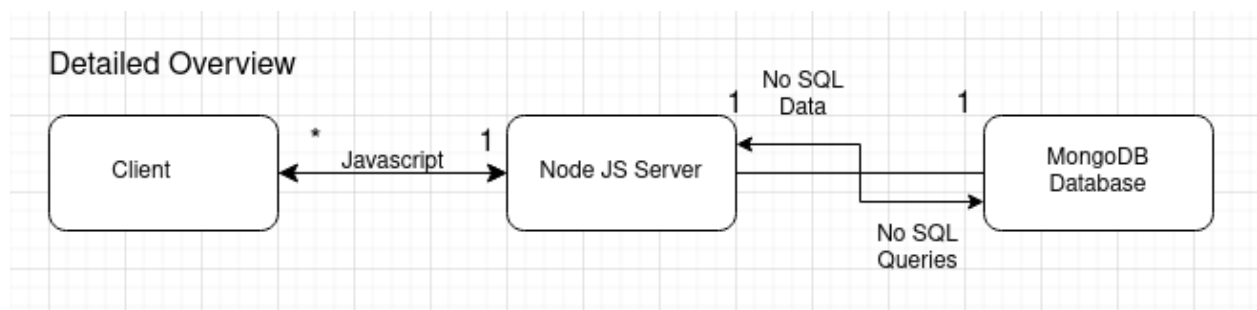 Detailed Overview
Client
*
Javascript
1
Node JS Server
1
No SQL
Data
1
No SQL
Queries
MongoDB
Database